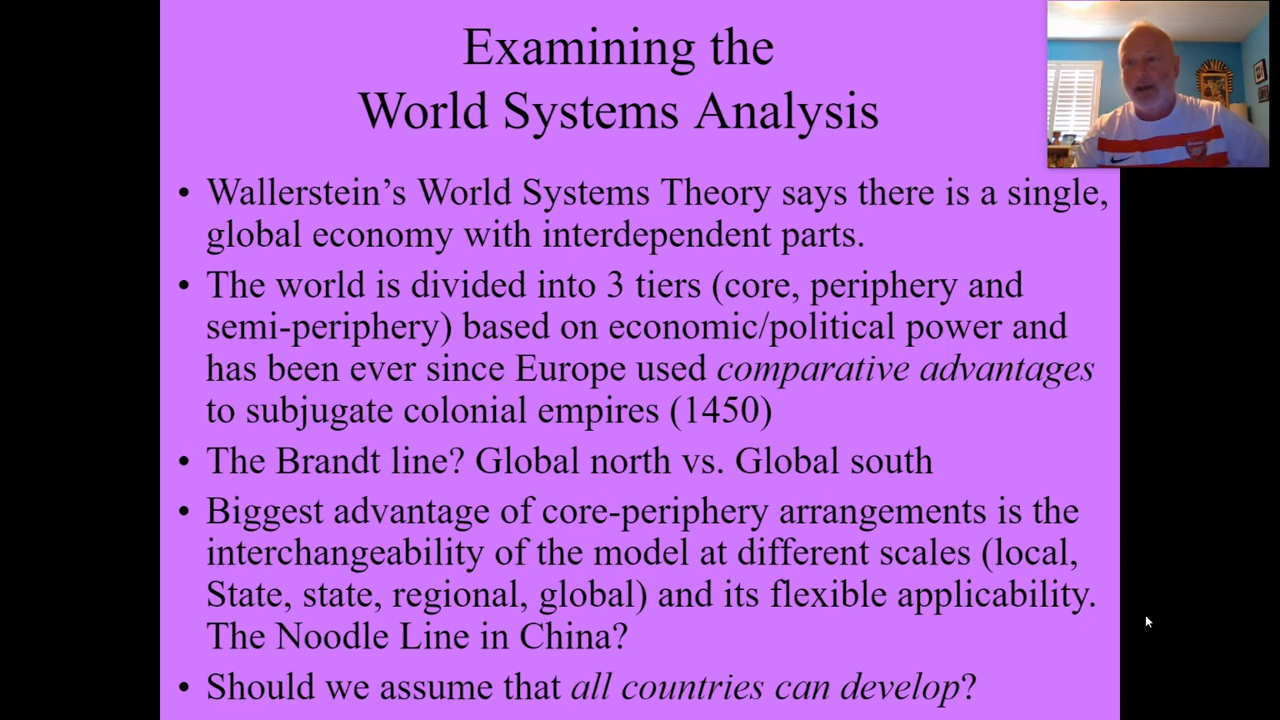 Examining the
World Systems Analysis
• Wallerstein’s World Systems Theory says there is a single,
global economy with interdependent parts.
• The world is divided into 3 tiers (core, periphery and
semi-periphery) based on economic/political power and
has been ever since Europe used comparative advantages
to subjugate colonial empires (1450)
• The Brandt line? Global north vs. Global south
• Biggest advantage of core-periphery arrangements is the
interchangeability of the model at different scales (local,
State, state, regional, global) and its flexible applicability.
The Noodle Line in China?
• Should we assume that all countries can develop?